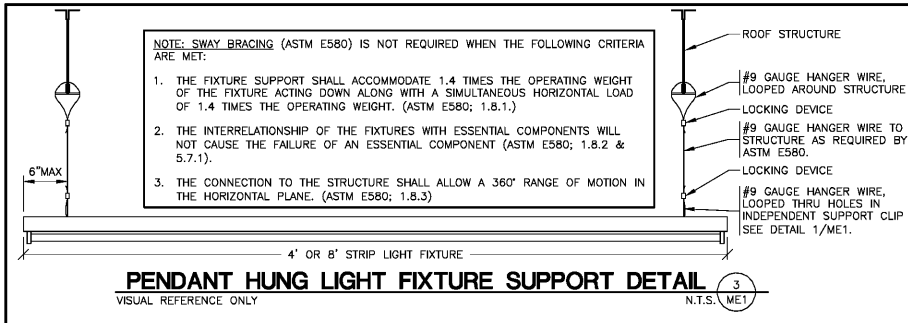 NOTE: SWAY BRACING (ASTM E580) IS NOT REQUIRED WHEN THE FOLLOWING CRITERIA
ARE MET:
1. THE FIXTURE SUPPORT SHALL ACCOMMODATE 1.4 TIMES THE OPERATING WEIGHT
OF THE FIXTURE ACTING DOWN ALONG WITH A SIMULTANEOUS HORIZONTAL LOAD
OF 1.4 TIMES THE OPERATING WEIGHT. (ASTM E580; 1.8.1.)
2. THE INTERRELATIONSHIP OF THE FIXTURES WITH ESSENTIAL COMPONENTS WILL
NOT CAUSE THE FAILURE OF AN ESSENTIAL COMPONENT (ASTM E580; 1.8.2 &
5.7.1).
3. THE CONNECTION TO THE STRUCTURE SHALL ALLOW A 360° RANGE OF MOTION IN
THE HORIZONTAL PLANE. (ASTM E580; 1.8.3)
ROOF STRUCTURE
#9 GAUGE HANGER WIRE,
LOOPED AROUND STRUCTURE
LOCKING DEVICE
#9 GAUGE HANGER WIRE TO
STRUCTURE AS REQUIRED BY
ASTM E580.
LOCKING DEVICE
#9 GAUGE HANGER WIRE,
LOOPED THRU HOLES IN
INDEPENDENT SUPPORT CLIP
SEE DETAIL 1/ME1.
6"MAX
4' OR 8' STRIP LIGHT FIXTURE
PENDANT HUNG LIGHT FIXTURE SUPPORT DETAIL
VISUAL REFERENCE ONLY
N.T.S.
3
ME1